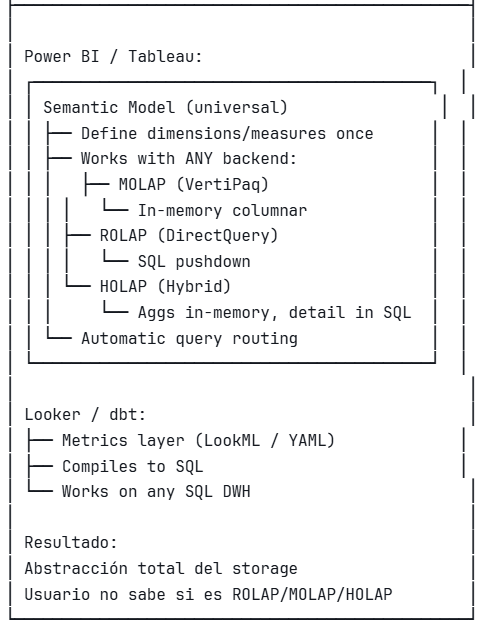 Power BI / Tableau:
Semantic Model (universal)
Define dimensions/measures once
Works with ANY backend:
MOLAP (VertiPaq)
In-memory columnar
ROLAP (DirectQuery)
SQL pushdown
HOLAP (Hybrid)
Aggs in-memory, detail in SQL
Automatic query routing
Looker / dbt:
Metrics layer (LookML / YAML)
Compiles to SQL
Works on any SQL DWH
Resultado:
Abstracción total del storage
Usuario no sabe si es ROLAP/MOLAP/HOLAP